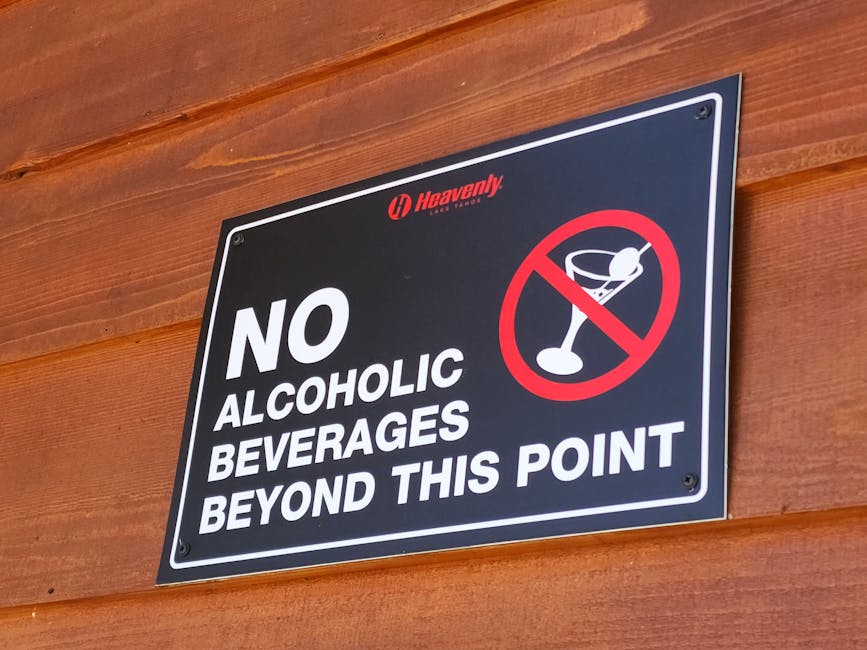 Heavenly
LAKE TAHOE
NO
ALCOHOLIC
BEVERAGES
BEYOND THIS POINT